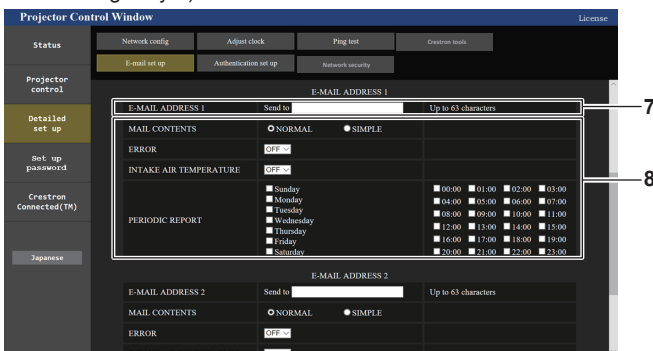 Projector Control Window License
Status
Network config Adjust clock Ping test Crestron tools
E-mail set up Authentication set up Network security
Projector
control
Detailed
set up
Set up
password
Crestron
Connected(TM)
Japanese
E-MAIL ADDRESS 1
E-MAIL ADDRESS 1 Send to Up to 63 characters
7
MAIL CONTENTS NORMAL SIMPLE
ERROR OFF
INTAKE AIR TEMPERATURE OFF
8
PERIODIC REPORT
Sunday
Monday
Tuesday
Wednesday
Thursday
Friday
Saturday
00:00 01:00 02:00 03:00
04:00 05:00 06:00 07:00
08:00 09:00 10:00 11:00
12:00 13:00 14:00 15:00
16:00 17:00 18:00 19:00
20:00 21:00 22:00 23:00
E-MAIL ADDRESS 2
E-MAIL ADDRESS 2 Send to Up to 63 characters
MAIL CONTENTS NORMAL SIMPLE
ERROR OFF